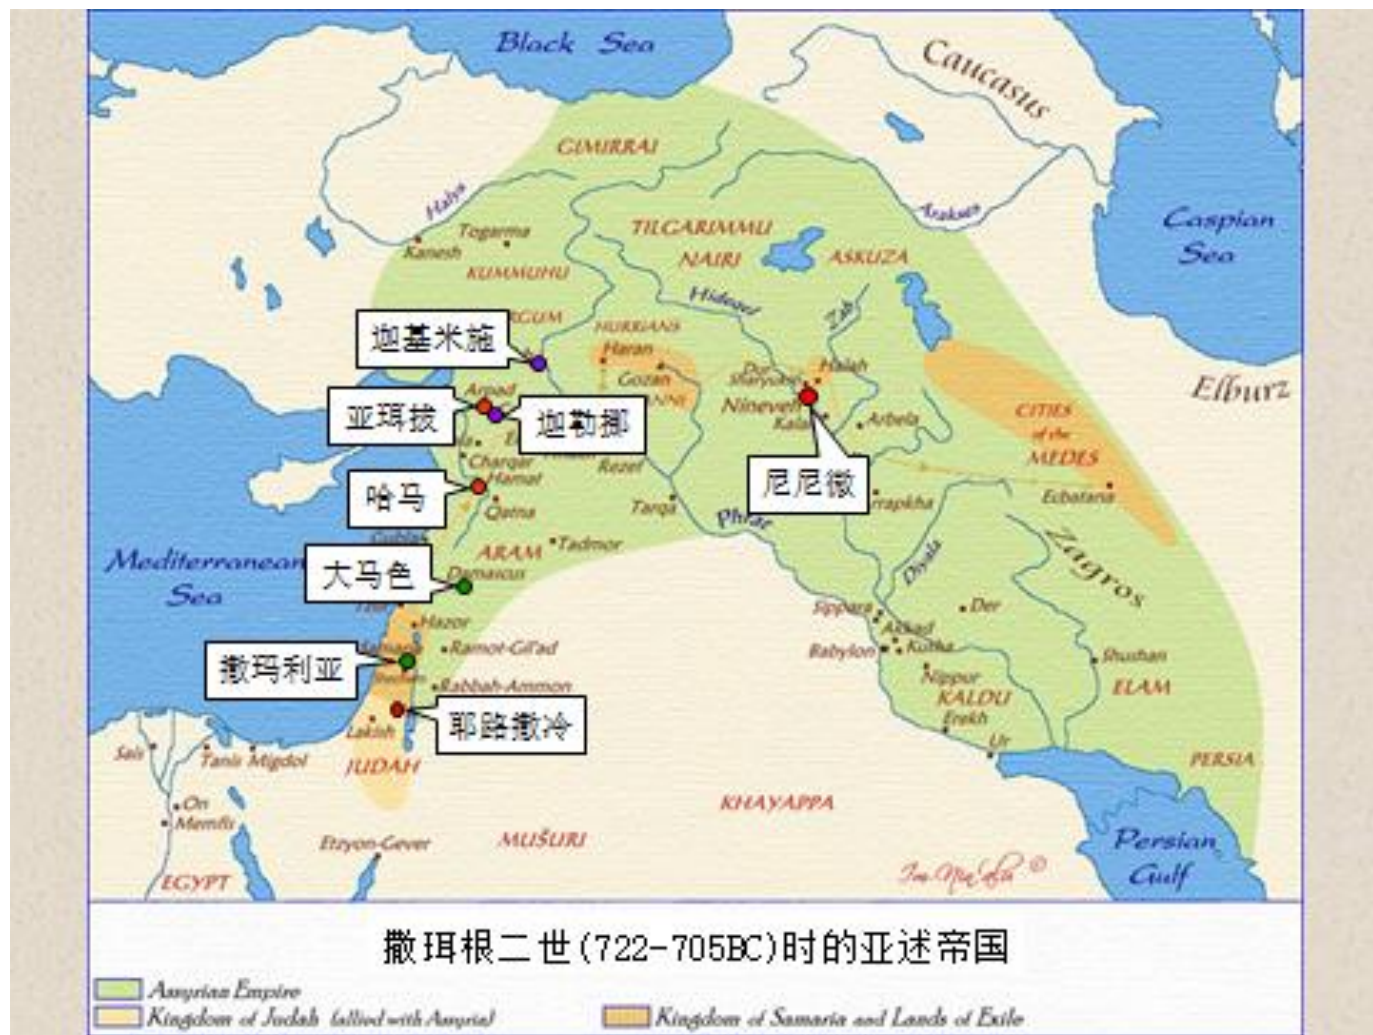 Black Sea
Caucasus
GIMIRRAI
Halys
Arakses
Caspian
Sea
Togarma
Kanesh
TILGARIMMU
NAIRI
ASKUZA
KUMMUHU
Hideqel
Zab
迦基米施
HURRIANS
Haran
Gozan
Halah
Elburz
Arpad
亚珥拔
迦勒挪
Nineveh
Arbela
CITIES
of the
MEDES
Charqar
Hamat
哈马
Rezef
尼尼微
Qatna
Tarqa
Ecbatana
Phrat
ARAM
Tadmor
Zagros
Mediterranean
Sea
大马色
Damascus
Diyala
Hazor
Sippara
Der
Akkad
撒玛利亚
Ramot-Gil'ad
Babylon
Kutha
Shushan
Rabbah-Ammon
Nippur
KALDU
ELAM
耶路撒冷
Lakish
Erekh
Ur
Sais
Tanis
Migdol
JUDAH
PERSIA
On
Memfis
KHAYAPPA
Etzyon-Gever
MUŠURI
Persian
Gulf
EGYPT
Im Nin'alu ©
撒珥根二世(722-705BC)时的亚述帝国
Assyrian Empire
Kingdom of Judah (allied with Assyria)
Kingdom of Samaria and Lands of Exile